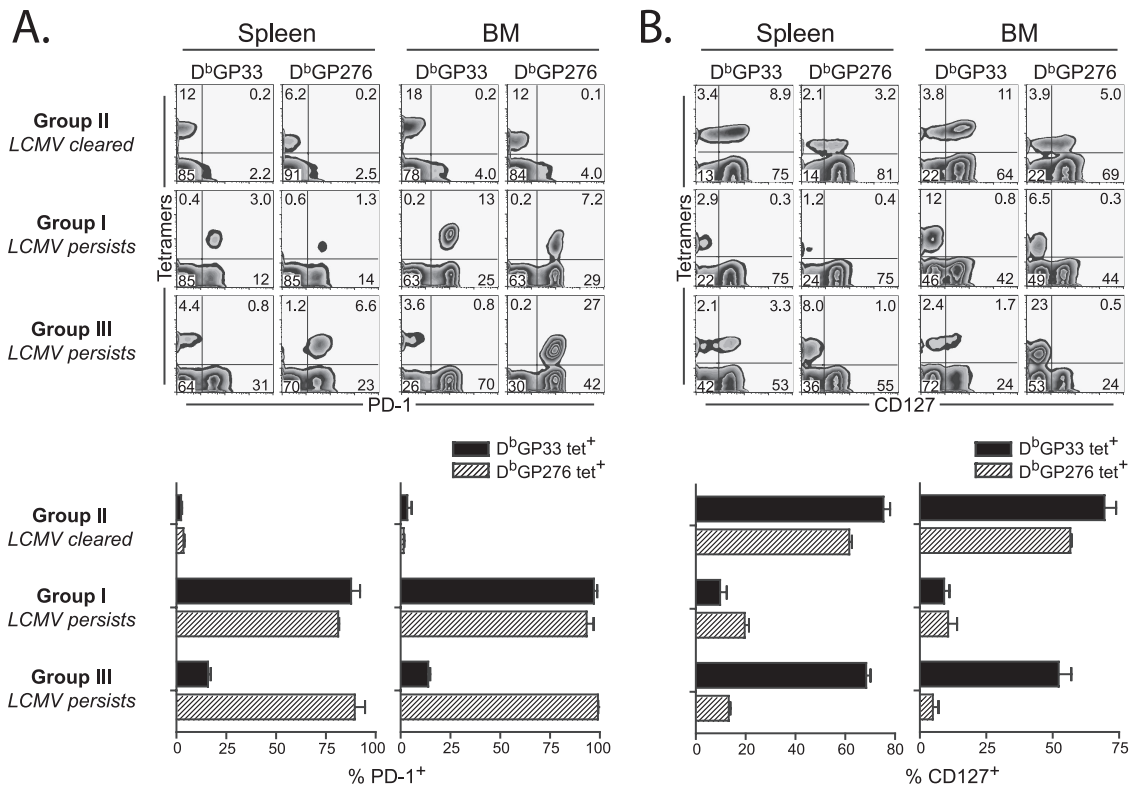 A.
Spleen
BM
DbGP33 DbGP276 DbGP33 DbGP276
Tetramers
Group II
LCMV cleared
12 0.2 6.2 0.2 18 0.2 12 0.1
85 2.2 91 2.5 78 4.0 84 4.0
Group I
LCMV persists
0.4 3.0 0.6 1.3 0.2 13 0.2 7.2
85 12 85 14 63 25 63 29
Group III
LCMV persists
4.4 0.8 1.2 6.6 3.6 0.8 0.2 27
64 31 70 23 26 70 30 42
PD-1
B.
Spleen
BM
DbGP33 DbGP276 DbGP33 DbGP276
Tetramers
3.4 8.9 2.1 3.2 3.8 11 3.9 5.0
13 75 14 81 22 64 22 69
2.9 0.3 1.2 0.4 12 0.8 6.5 0.3
22 75 24 75 46 42 49 44
2.1 3.3 8.0 1.0 2.4 1.7 23 0.5
42 53 36 55 72 24 53 24
CD127
DbGP33 tet+
DbGP276 tet+
Group II
LCMV cleared
Group I
LCMV persists
Group III
LCMV persists
0 25 50 75 100
0 25 50 75 100
% PD-1+
DbGP33 tet+
DbGP276 tet+
0 20 40 60 80
0 25 50 75
% CD127+